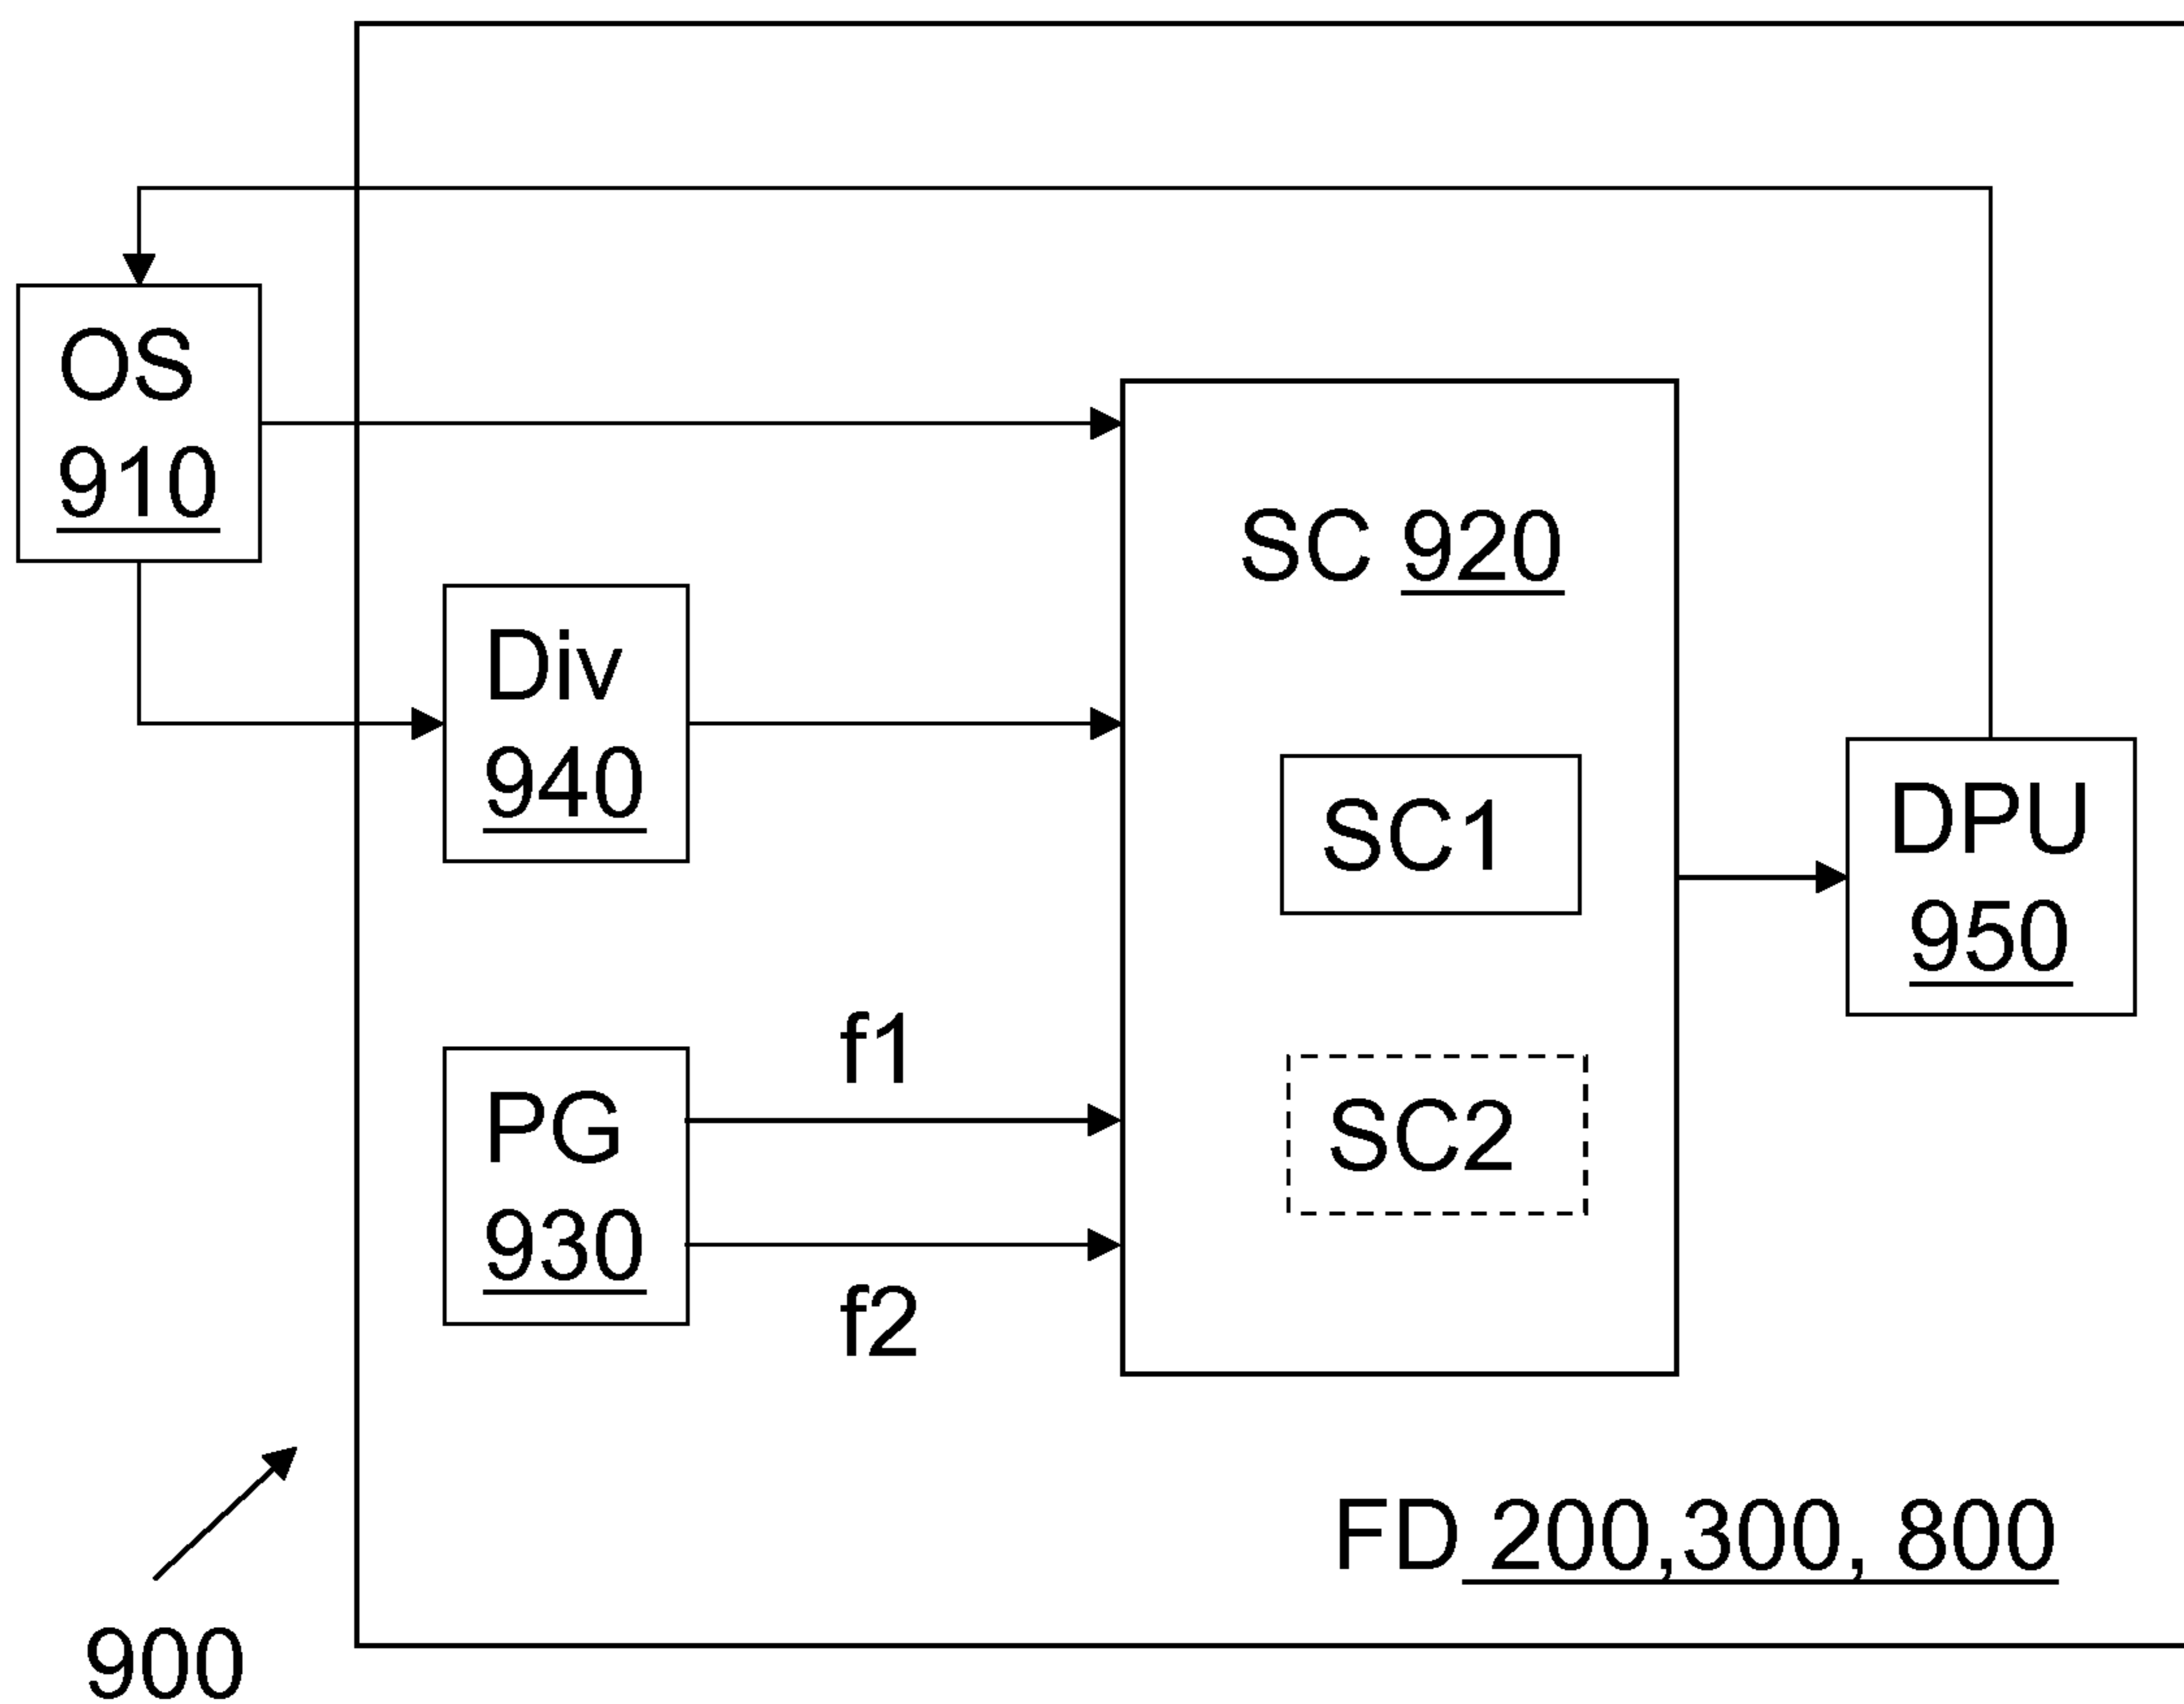 OS
910
SC 920
Div
940
SC1
DPU
950
f1
PG
930
SC2
f2
FD 200,300, 800
900